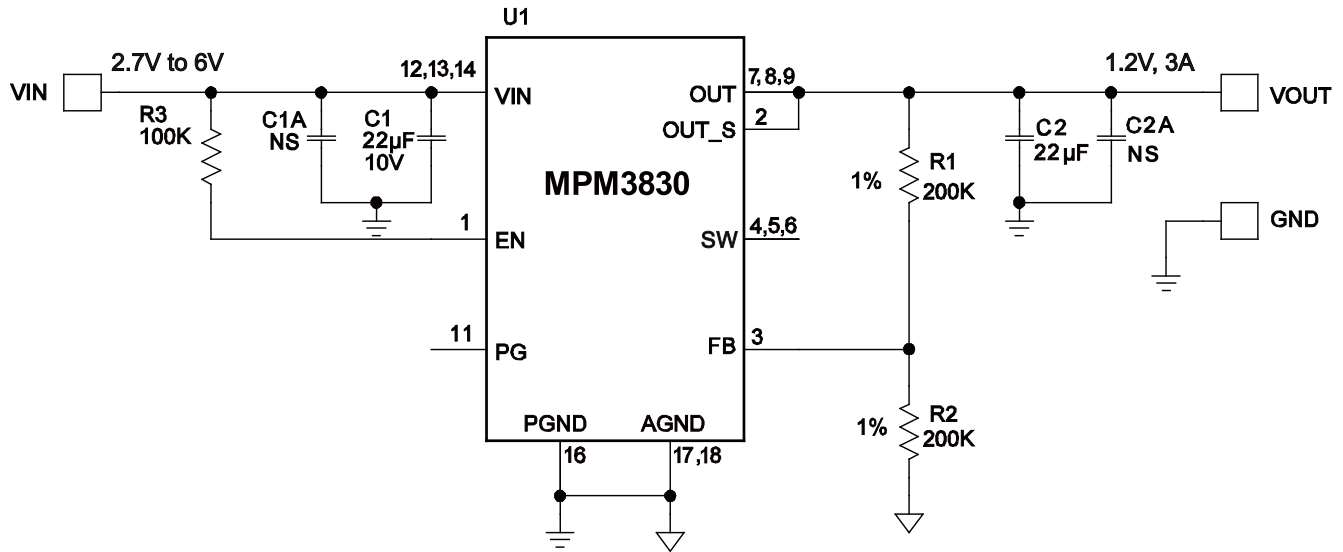 U1
2.7V to 6V
12,13,14
7,8,9
1.2V, 3A
VIN
VIN
OUT
VOUT
R3
100K
C1A
NS
C1
22µF
10V
OUT_S
2
C2
22µF
C2A
NS
MPM3830
1%
R1
200K
1
EN
SW
4,5,6
GND
11
PG
FB
3
PGND
AGND
1%
R2
200K
16
17,18